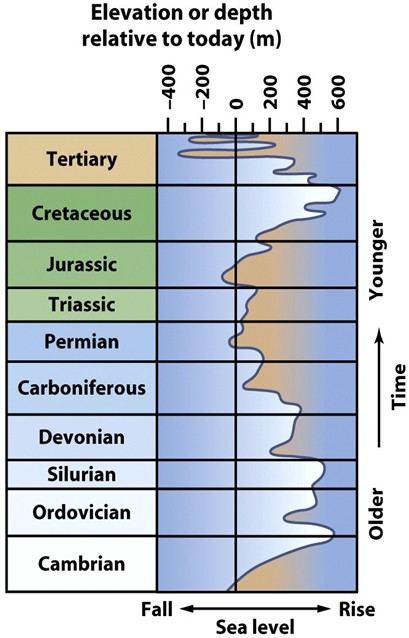 Elevation or depth
relative to today (m)
−400 −200 0 200 400 600
Tertiary
Cretaceous
Jurassic
Triassic
Permian
Carboniferous
Devonian
Silurian
Ordovician
Cambrian
Younger
Time
Older
Fall Rise
Sea level